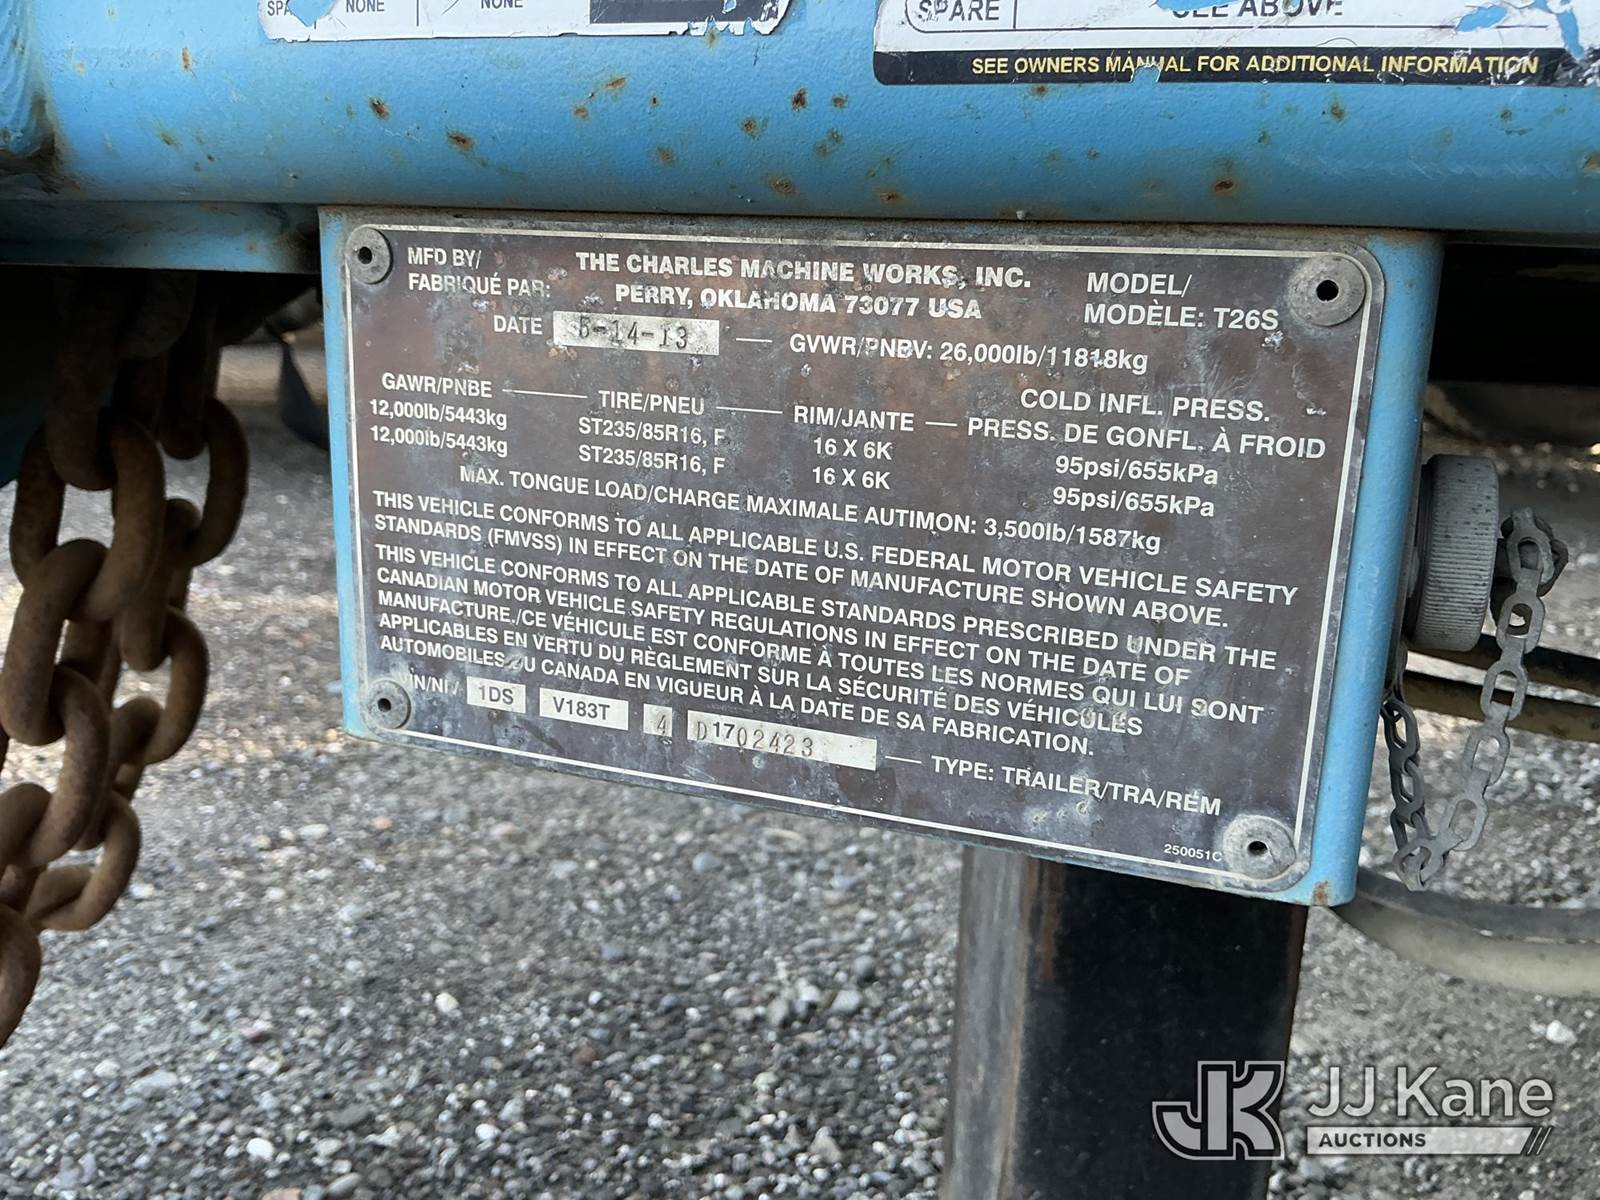 NONE
NONE
SPARE
SEE ABOVE
SEE OWNERS MANUAL FOR ADDITIONAL INFORMATION
MFD BY/
FABRIQUÉ PAR:
THE CHARLES MACHINE WORKS, INC.
PERRY, OKLAHOMA 73077 USA
MODEL/
MODÈLE: T26S
DATE 5-14-13 — GVWR/PNBV: 26,000lb/11818kg
GAWR/PNBE — TIRE/PNEU — RIM/JANTE — COLD INFL. PRESS.
PRESS. DE GONFL. À FROID
12,000lb/5443kg ST235/85R16, F 16 X 6K 95psi/655kPa
12,000lb/5443kg ST235/85R16, F 16 X 6K 95psi/655kPa
MAX. TONGUE LOAD/CHARGE MAXIMALE AUTIMON: 3,500lb/1587kg
THIS VEHICLE CONFORMS TO ALL APPLICABLE U.S. FEDERAL MOTOR VEHICLE SAFETY
STANDARDS (FMVSS) IN EFFECT ON THE DATE OF MANUFACTURE SHOWN ABOVE.
THIS VEHICLE CONFORMS TO ALL APPLICABLE STANDARDS PRESCRIBED UNDER THE
CANADIAN MOTOR VEHICLE SAFETY REGULATIONS IN EFFECT ON THE DATE OF
MANUFACTURE./CE VÉHICULE EST CONFORME À TOUTES LES NORMES QUI LUI SONT
APPLICABLES EN VERTU DU RÈGLEMENT SUR LA SÉCURITÉ DES VÉHICULES
AUTOMOBILES DU CANADA EN VIGUEUR À LA DATE DE SA FABRICATION.
VIN/NI/ 1DS V183T 4 D1702423 — TYPE: TRAILER/TRA/REM
250051C
JK JJ Kane
AUCTIONS